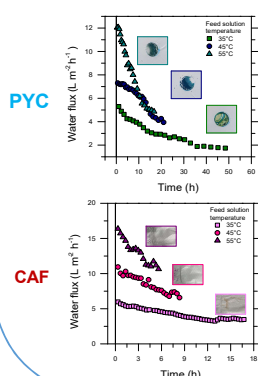 PYC
Water flux (L m⁻² h⁻¹)
12
10
8
6
4
2
Feed solution
temperature
35°C
45°C
55°C
0 10 20 30 40 50
Time (h)
CAF
Water flux (L m⁻² h⁻¹)
20
15
10
5
0
Feed solution
temperature
35°C
45°C
55°C
0 3 6 9 12 15 18
Time (h)